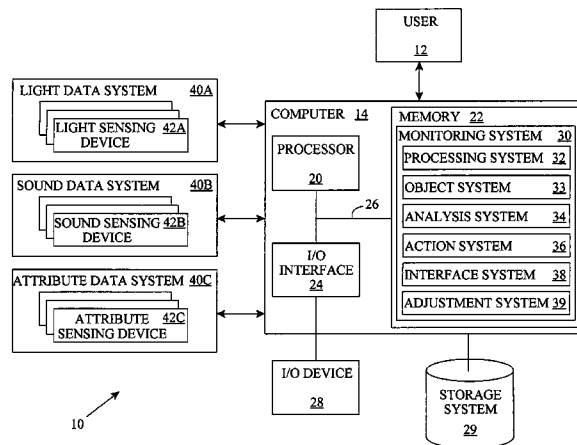 USER
12
LIGHT DATA SYSTEM 40A
LIGHT SENSING 42A
DEVICE
SOUND DATA SYSTEM 40B
SOUND SENSING 42B
DEVICE
ATTRIBUTE DATA SYSTEM 40C
ATTRIBUTE 42C
SENSING DEVICE
COMPUTER 14
PROCESSOR
20
26
I/O
INTERFACE
24
MEMORY 22
MONITORING SYSTEM 30
PROCESSING SYSTEM 32
OBJECT SYSTEM 33
ANALYSIS SYSTEM 34
ACTION SYSTEM 36
INTERFACE SYSTEM 38
ADJUSTMENT SYSTEM 39
I/O DEVICE
28
STORAGE
SYSTEM
29
10